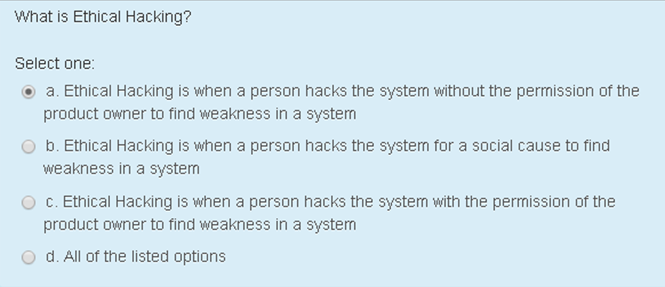 What is Ethical Hacking?
Select one:
a. Ethical Hacking is when a person hacks the system without the permission of the
product owner to find weakness in a system
b. Ethical Hacking is when a person hacks the system for a social cause to find
weakness in a system
c. Ethical Hacking is when a person hacks the system with the permission of the
product owner to find weakness in a system
d. All of the listed options